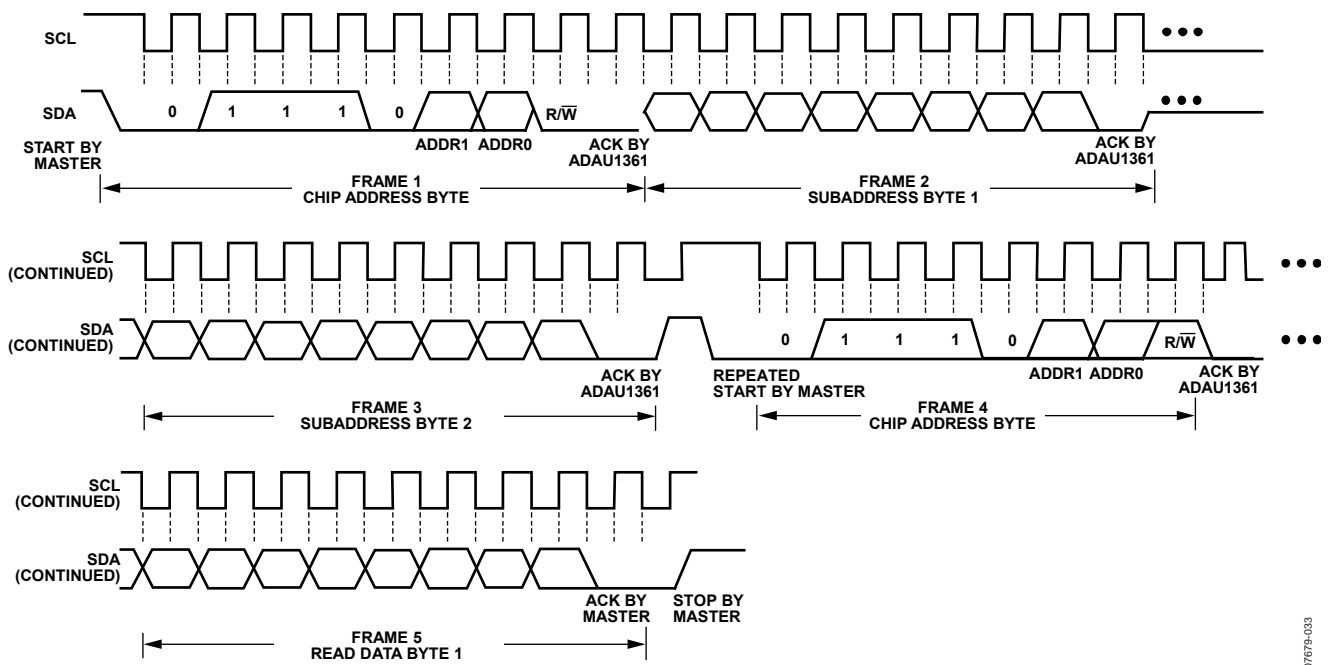 SCL
SDA
0 1 1 1 0 R/W̅
START BY
MASTER
ADDR1 ADDR0
ACK BY
ADAU1361
ACK BY
ADAU1361
FRAME 1
CHIP ADDRESS BYTE
FRAME 2
SUBADDRESS BYTE 1
SCL
(CONTINUED)
SDA
(CONTINUED)
0 1 1 1 0 R/W̅
ACK BY
ADAU1361
REPEATED
START BY MASTER
ADDR1 ADDR0
ACK BY
ADAU1361
FRAME 3
SUBADDRESS BYTE 2
FRAME 4
CHIP ADDRESS BYTE
SCL
(CONTINUED)
SDA
(CONTINUED)
ACK BY
MASTER
STOP BY
MASTER
FRAME 5
READ DATA BYTE 1
07679-033